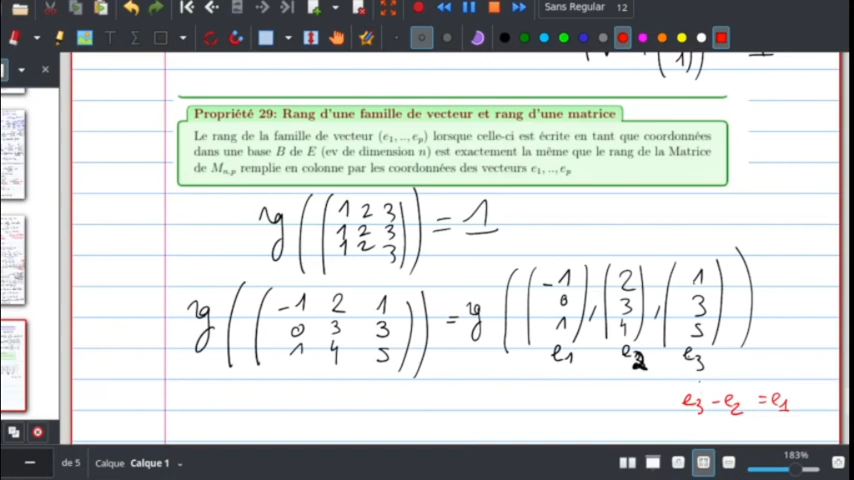 Sans Regular 12
1)
Propriété 29: Rang d'une famille de vecteur et rang d'une matrice
Le rang de la famille de vecteur (e₁,..,eₚ) lorsque celle-ci est écrite en tant que coordonnées
dans une base B de E (ev de dimension n) est exactement la même que le rang de la Matrice
de Mₙ,ₚ remplie en colonne par les coordonnées des vecteurs e₁,..,eₚ
rg((1 2 3
1 2 3
1 2 3)) = 1
rg((-1 2 1
0 3 3
1 4 5)) = rg((-1
0
1), (2
3
4), (1
3
5))
e₁ e₂ e₃
e₃ - e₂ = e₁
183%
de 5 Calque Calque 1